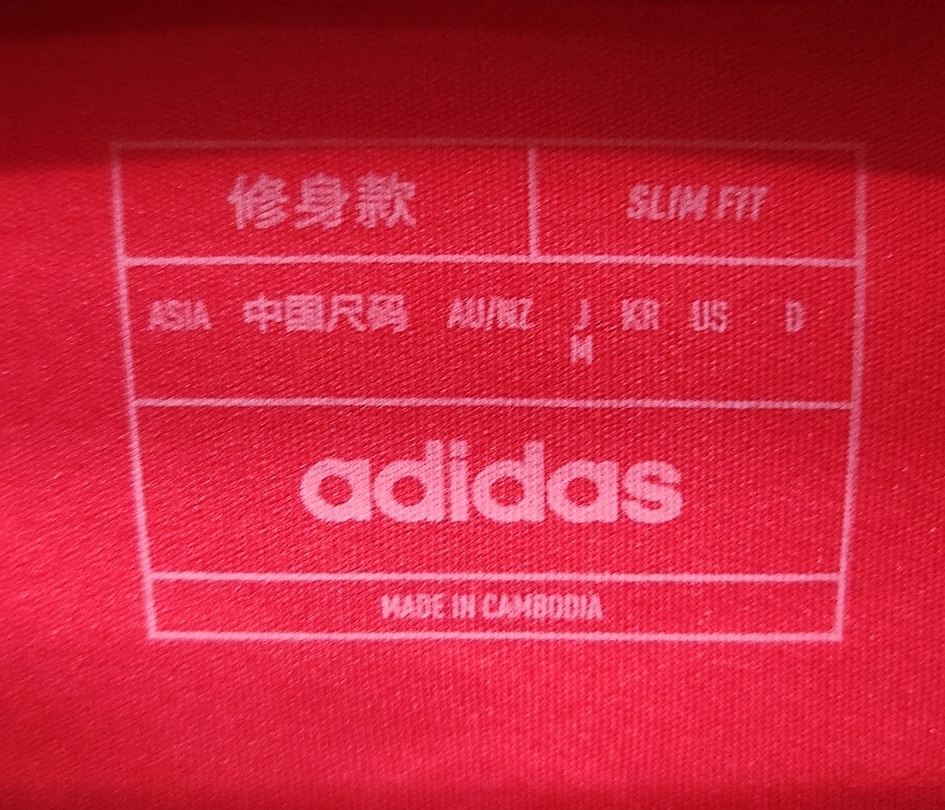 修身款 SLIM FIT
ASIA 中国尺码 AU/NZ J KR US D
M
adidas
MADE IN CAMBODIA